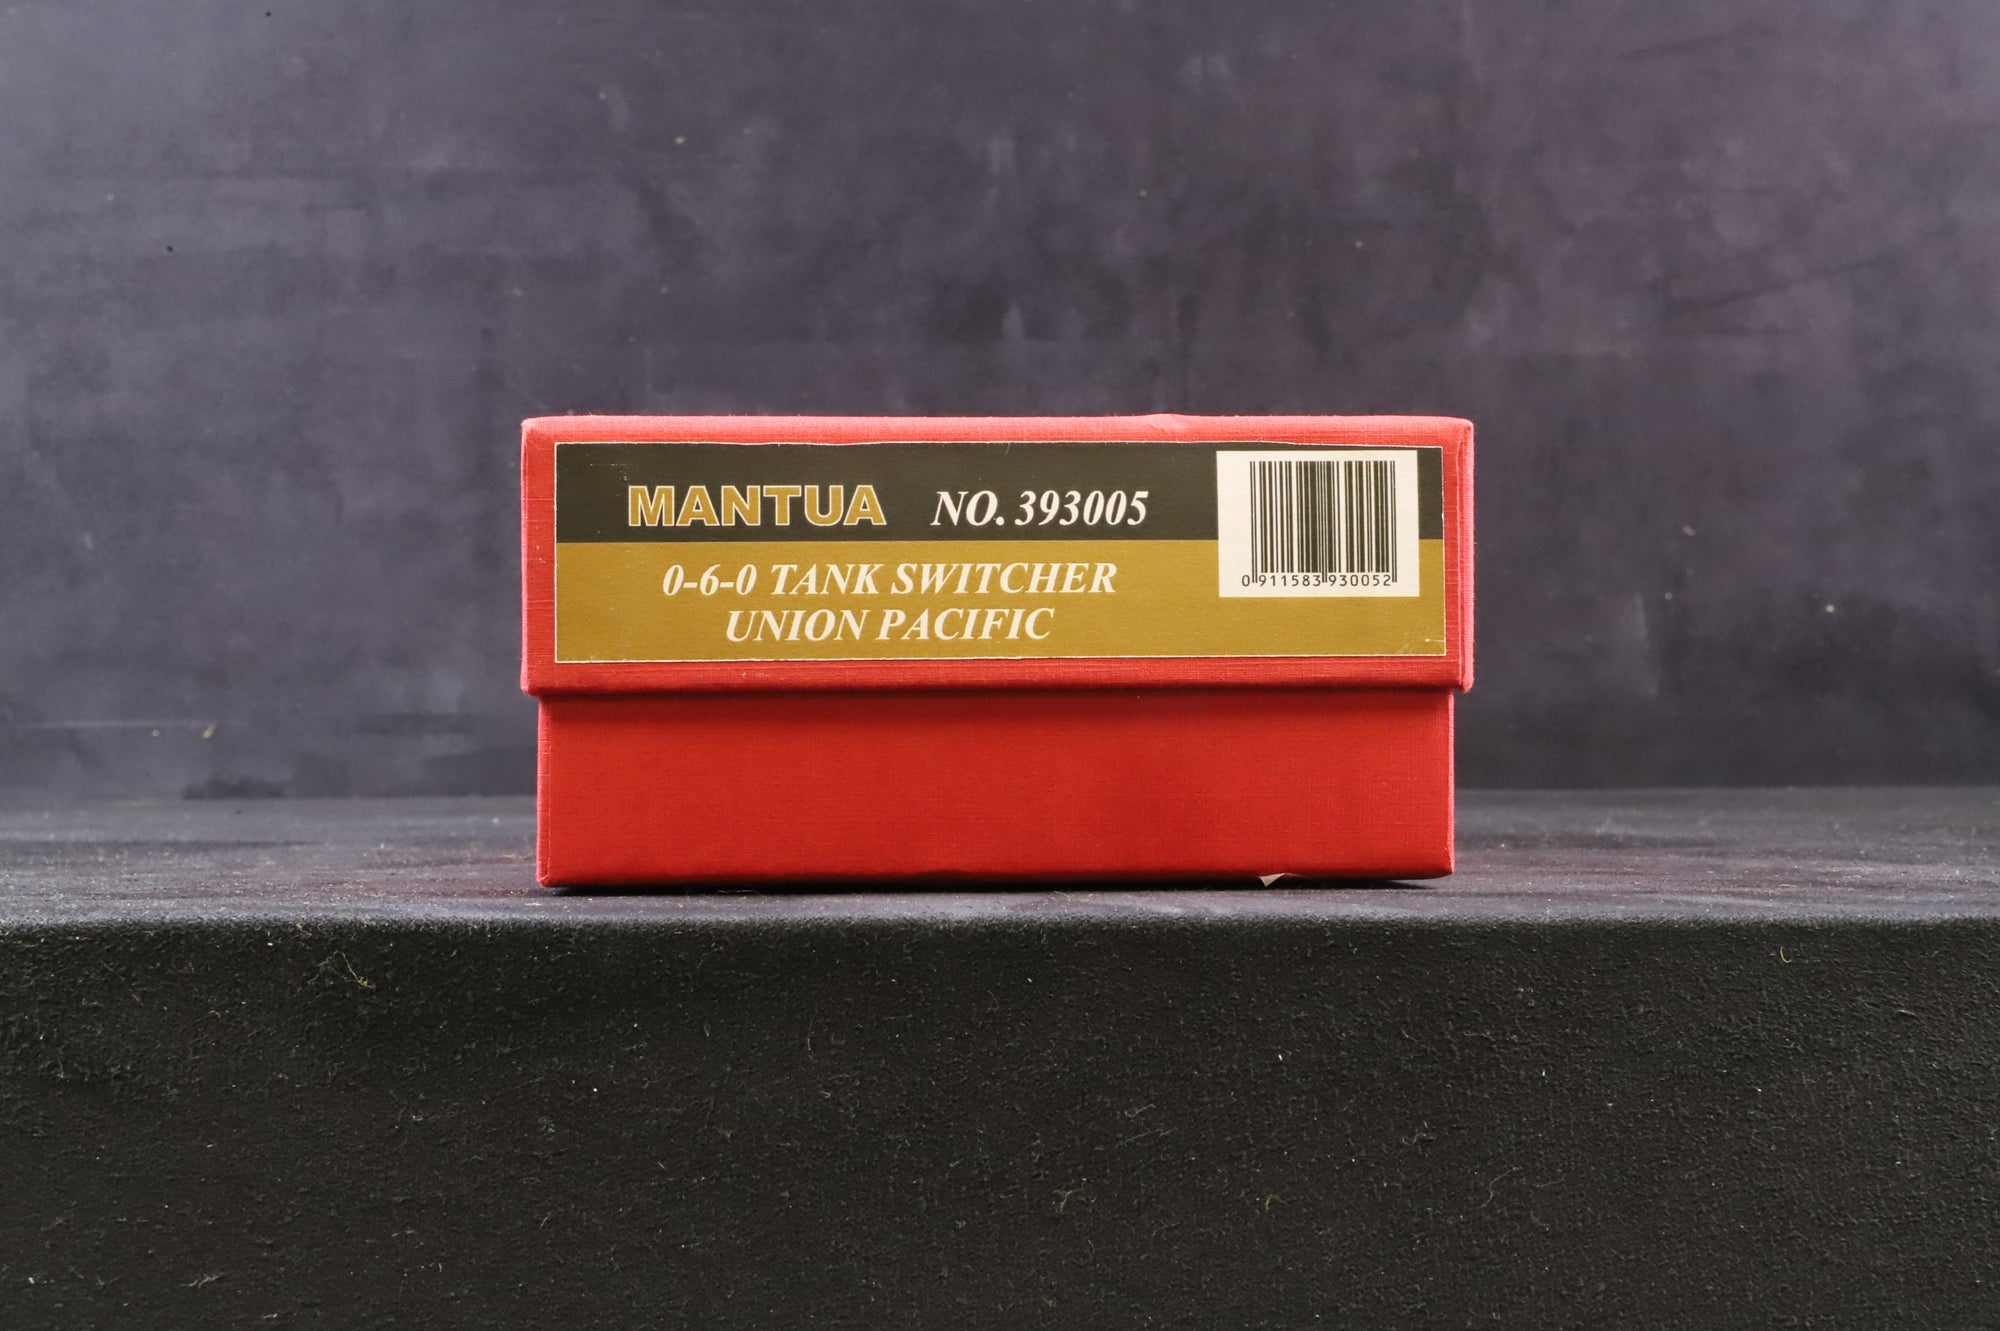 MANTUA NO. 393005
0-6-0 TANK SWITCHER
UNION PACIFIC
0 911583 930052